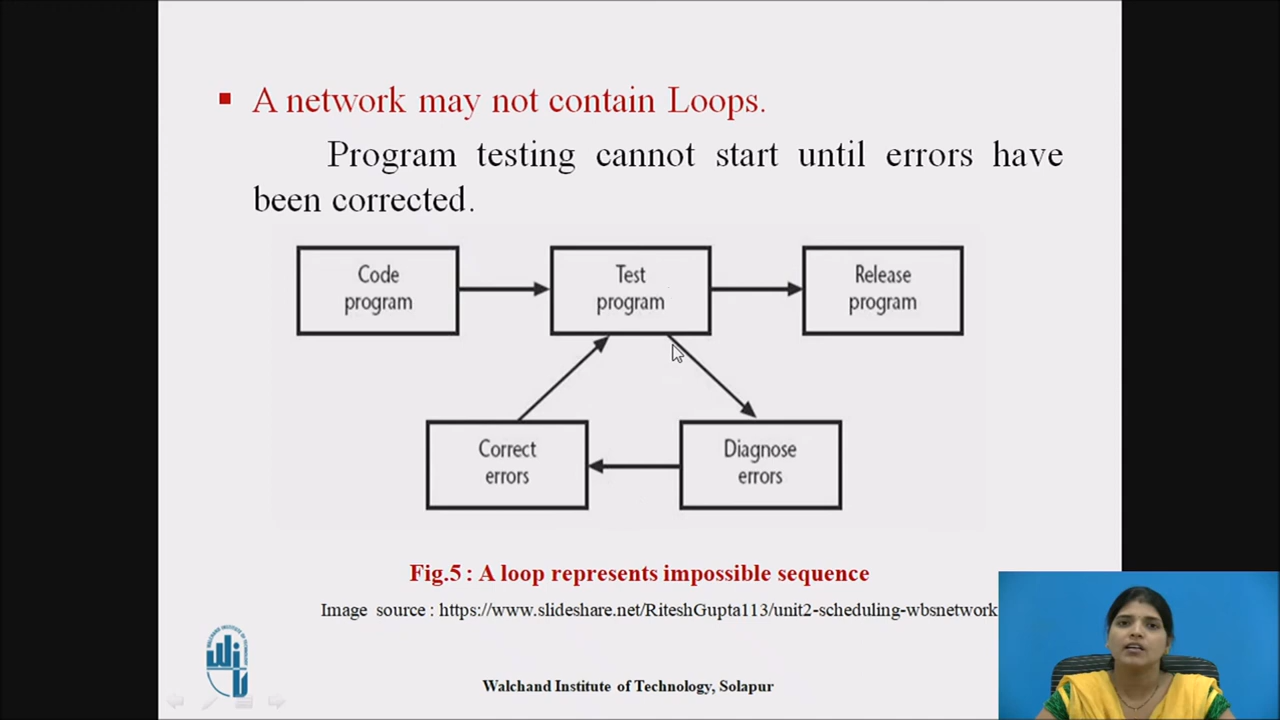 A network may not contain Loops.
Program testing cannot start until errors have
been corrected.
Code
program
Test
program
Release
program
Correct
errors
Diagnose
errors
Fig.5 : A loop represents impossible sequence
Image source : https://www.slideshare.net/RiteshGupta113/unit2-scheduling-wbsnetwork
Walchand Institute of Technology, Solapur